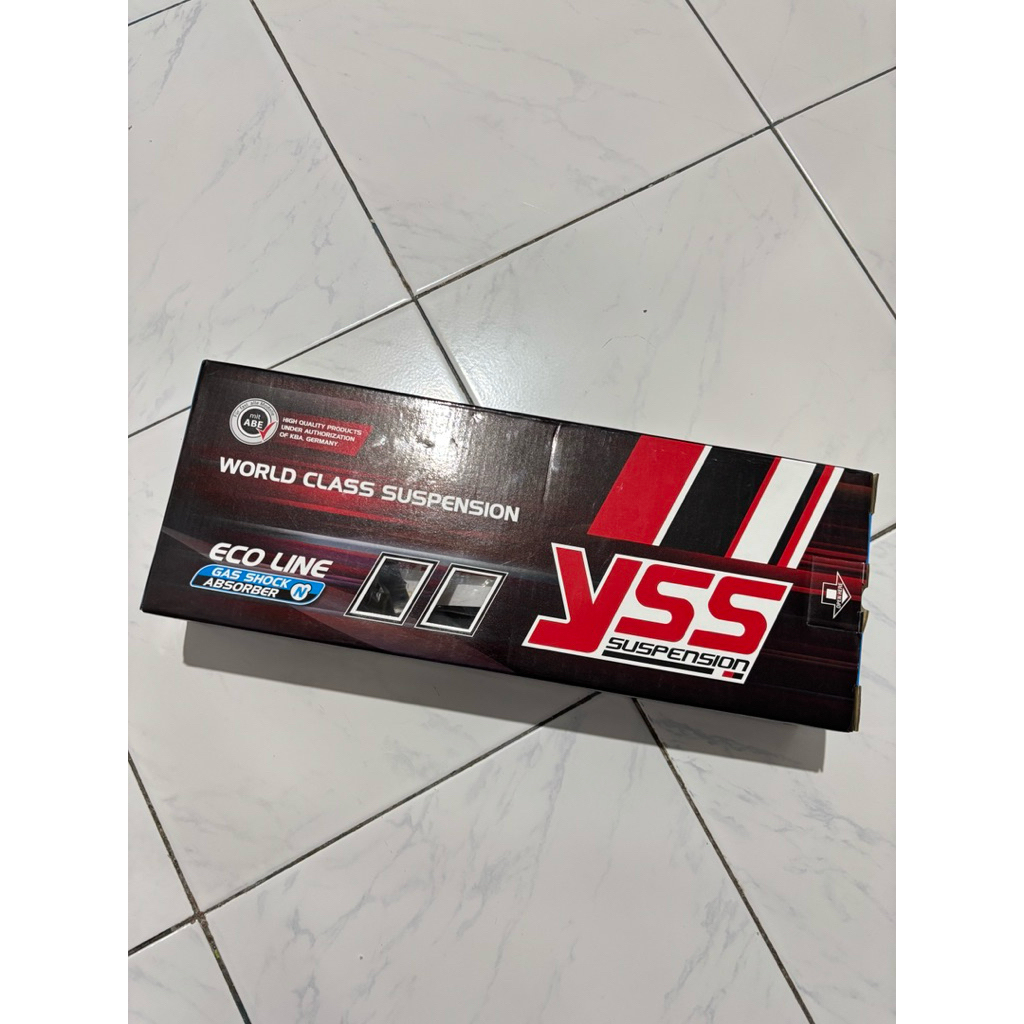 mit
ABE
HIGH QUALITY PRODUCTS
UNDER AUTHORIZATION
OF KBA, GERMANY
WORLD CLASS SUSPENSION
ECO LINE
GAS SHOCK
ABSORBER N
YSS
SUSPENSION